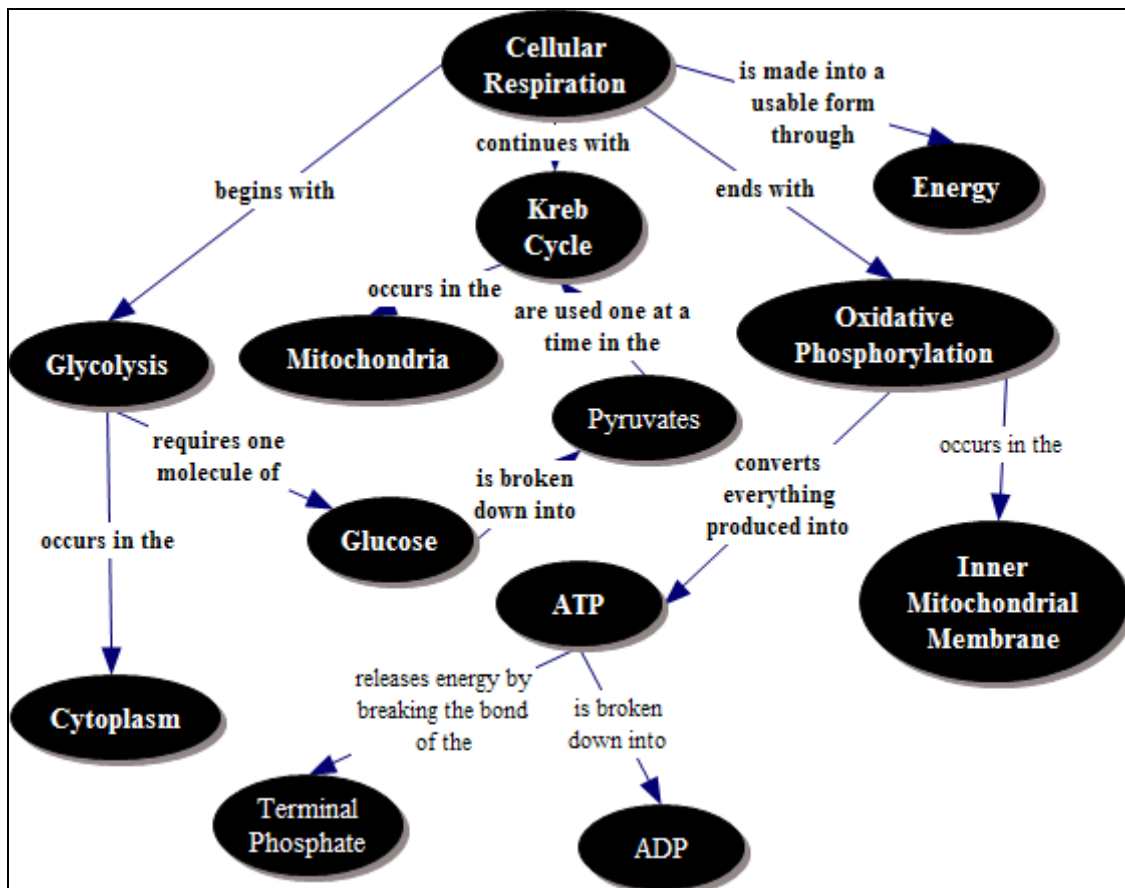 Cellular
Respiration
is made into a
usable form
through
continues with
begins with
ends with
Energy
Kreb
Cycle
occurs in the
are used one at a
time in the
Oxidative
Phosphorylation
Glycolysis
Mitochondria
Pyruvates
requires one
molecule of
is broken
down into
converts
everything
produced into
occurs in the
occurs in the
Glucose
ATP
Inner
Mitochondrial
Membrane
Cytoplasm
releases energy by
breaking the bond
of the
is broken
down into
Terminal
Phosphate
ADP